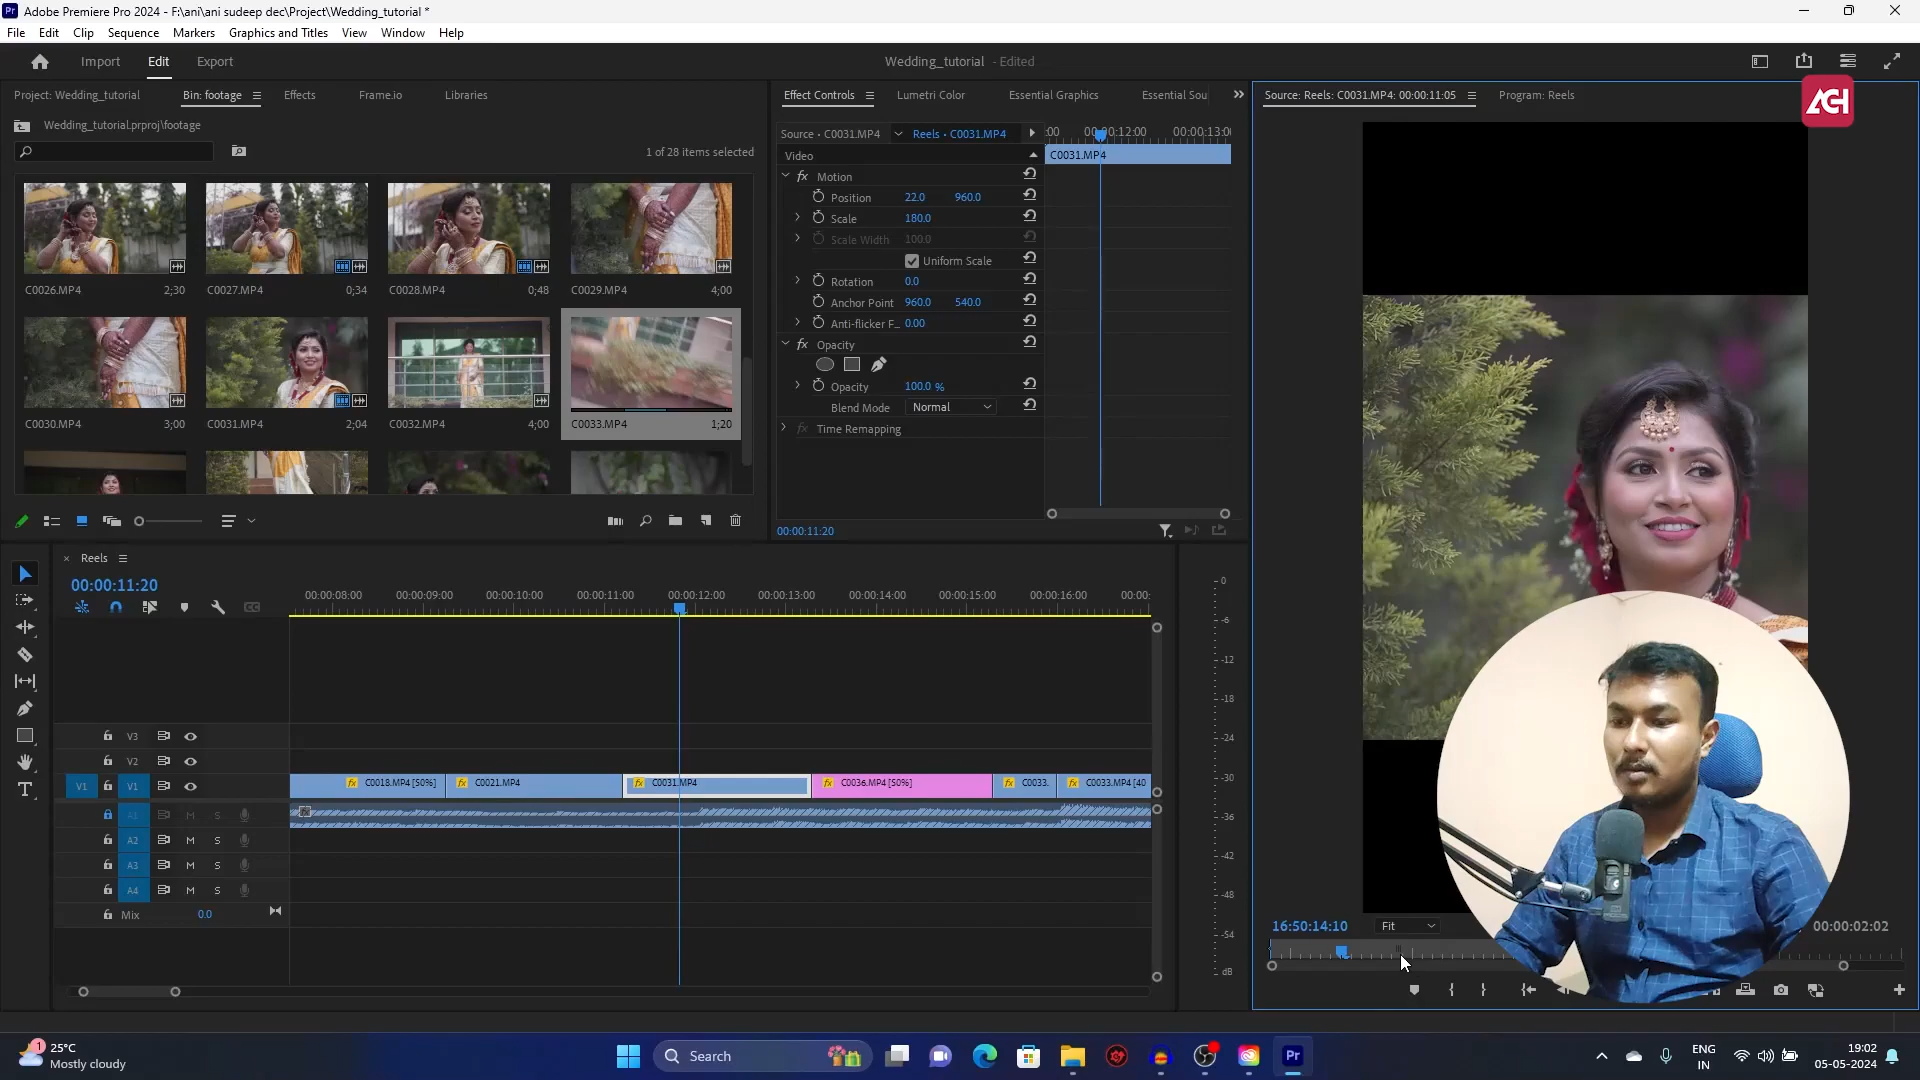 Adobe Premiere Pro 2024 - F:\ani\ani sudeep dec\Project\Wedding_tutorial *
File Edit Clip Sequence Markers Graphics and Titles View Window Help
Import Edit Export
Wedding_tutorial - Edited
ACI
Project: Wedding_tutorial Bin: footage Effects Frame.io Libraries
Wedding_tutorial.prproj\footage
1 of 28 items selected
C0026.MP4 2;30 C0027.MP4 0;34 C0028.MP4 0;48 C0029.MP4 4;00
C0030.MP4 3;00 C0031.MP4 2;04 C0032.MP4 4;00 C0033.MP4 1;20
Effect Controls Lumetri Color Essential Graphics Essential Sou
Source • C0031.MP4 Reels • C0031.MP4
:00 00:00:12:00 00:00:13:0
Video
C0031.MP4
fx Motion
Position 22.0 960.0
Scale 180.0
Scale Width 100.0
Uniform Scale
Rotation 0.0
Anchor Point 960.0 540.0
Anti-flicker F... 0.00
fx Opacity
Opacity 100.0 %
Blend Mode Normal
fx Time Remapping
00:00:11:20
Source: Reels: C0031.MP4: 00:00:11:05 Program: Reels
16:50:14:10 Fit 00:00:02:02
× Reels
00:00:11:20
00:00:08:00 00:00:09:00 00:00:10:00 00:00:11:00 00:00:12:00 00:00:13:00 00:00:14:00 00:00:15:00 00:00:16:00 00:00:
V3
V2
V1 V1
fx C0018.MP4 [50%] fx C0021.MP4 fx C0031.MP4 fx C0036.MP4 [50%] fx C0033. fx C0033.MP4 [40
A1 M S
A2 M S
A3 M S
A4 M S
Mix 0.0
0
-6
-12
-18
-24
-30
-36
-42
-48
-54
dB
1
25°C
Mostly cloudy
Search
Pr
ENG
IN
19:02
05-05-2024